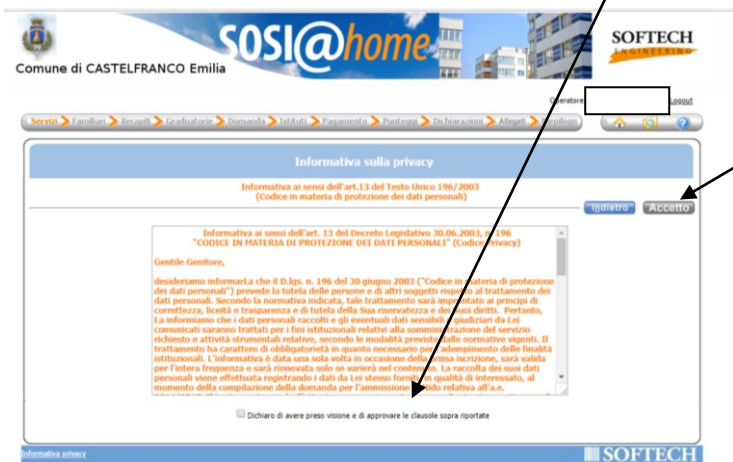 SOSI@home
SOFTECH
ENGINEERING
Comune di CASTELFRANCO Emilia
Operatore
Logout
Servizi Familiari Recapiti Graduatorie Domanda Istituti Pagamento Punteggi Dichiarazioni Allegati Riepilogo
Informativa sulla privacy
Informativa ai sensi dell'art.13 del Testo Unico 196/2003
(Codice in materia di protezione dei dati personali)
Indietro Accetto
Informativa ai sensi dell'art. 13 del Decreto Legislativo 30.06.2003, n. 196
"CODICE IN MATERIA DI PROTEZIONE DEI DATI PERSONALI" (Codice Privacy)
Gentile Genitore,
desideriamo informarta che il D.lgs. n. 196 del 30 giugno 2003 ("Codice in materia di protezione
dei dati personali") prevede la tutela delle persone e di altri soggetti rispetto al trattamento dei
dati personali. Secondo la normativa indicata, tale trattamento sarà improntato ai principi di
correttezza, liceità e trasparenza e di tutela della Sua riservatezza e dei suoi diritti. Pertanto,
La informiamo che i dati personali raccolti e gli eventuali dati sensibili e giudiziari da Lei
comunicati saranno trattati per i fini istituzionali relativi alla somministrazione del servizio
richiesto e attività strumentali relative, secondo le modalità previste dalle normative vigenti. Il
trattamento ha carattere di obbligatorietà in quanto necessario per l'adempimento delle finalità
istituzionali. L'informativa è data una sola volta in occasione della prima iscrizione, sarà valida
per l'intera frequenza e sarà rinnovata solo se varierà nel contenuto. La raccolta dei suoi dati
personali viene effettuata registrando i dati da Lei stesso forniti in qualità di interessato, al
momento della compilazione della domanda per l'ammissione al nido relativa all'a.e.
Dichiaro di avere preso visione e di approvare le clausole sopra riportate
Informativa privacy
SOFTECH